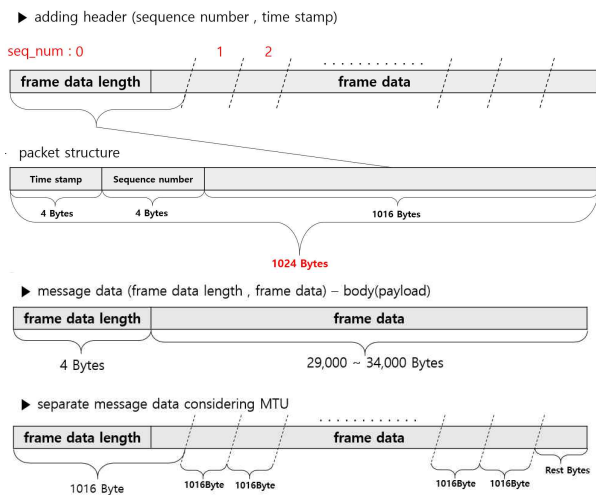 ▶ adding header (sequence number , time stamp)
seq_num : 0 1 2
frame data length frame data
packet structure
Time stamp Sequence number
4 Bytes 4 Bytes 1016 Bytes
1024 Bytes
▶ message data (frame data length , frame data) – body(payload)
frame data length frame data
4 Bytes 29,000 ~ 34,000 Bytes
▶ separate message data considering MTU
frame data length frame data
1016 Byte 1016Byte 1016Byte 1016Byte 1016Byte Rest Bytes